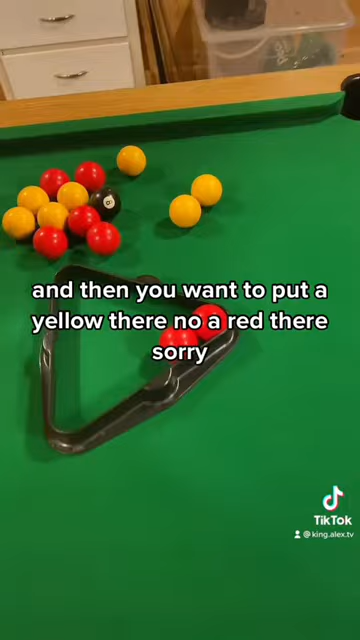 and then you want to put a
yellow there no a red there
sorry
TikTok
@king.alex.tv